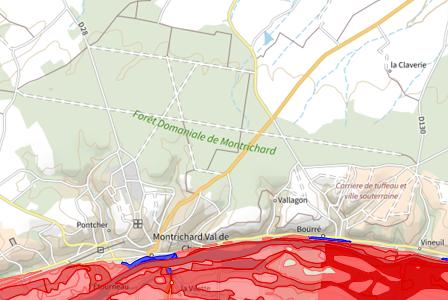 D28
la Claverie
Forêt Domaniale de Montrichard
D130
Carrière de tuffeau et
ville souterraine
Vallagon
Pontcher
Bourré
Montrichard Val de
Vineuil